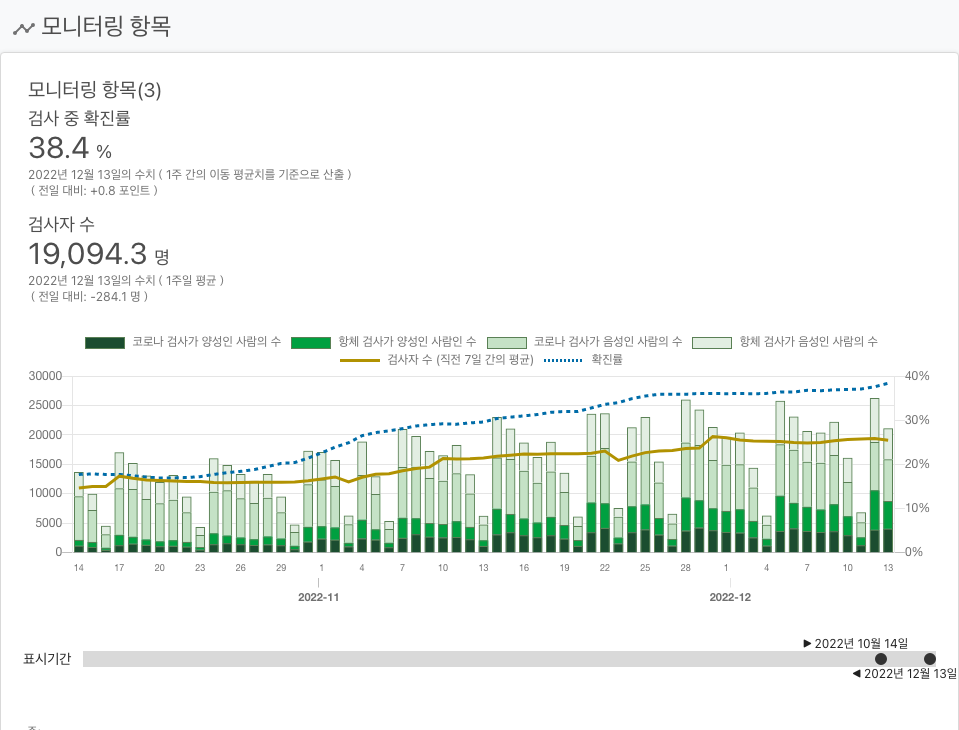 모니터링 항목
모니터링 항목(3)
검사 중 확진률
38.4 %
2022년 12월 13일의 수치 ( 1주 간의 이동 평균치를 기준으로 산출 )
( 전일 대비: +0.8 포인트 )
검사자 수
19,094.3 명
2022년 12월 13일의 수치 ( 1주일 평균 )
( 전일 대비: -284.1 명 )
코로나 검사가 양성인 사람의 수 항체 검사가 양성인 사람인 수 코로나 검사가 음성인 사람의 수 항체 검사가 음성인 사람의 수
검사자 수 (직전 7일 간의 평균) 확진률
30000 40%
25000
30%
20000
15000 20%
10000
10%
5000
0 0%
14 17 20 23 26 29 1 4 7 10 13 16 19 22 25 28 1 4 7 10 13
2022-11 2022-12
▶ 2022년 10월 14일
표시기간
◀ 2022년 12월 13일